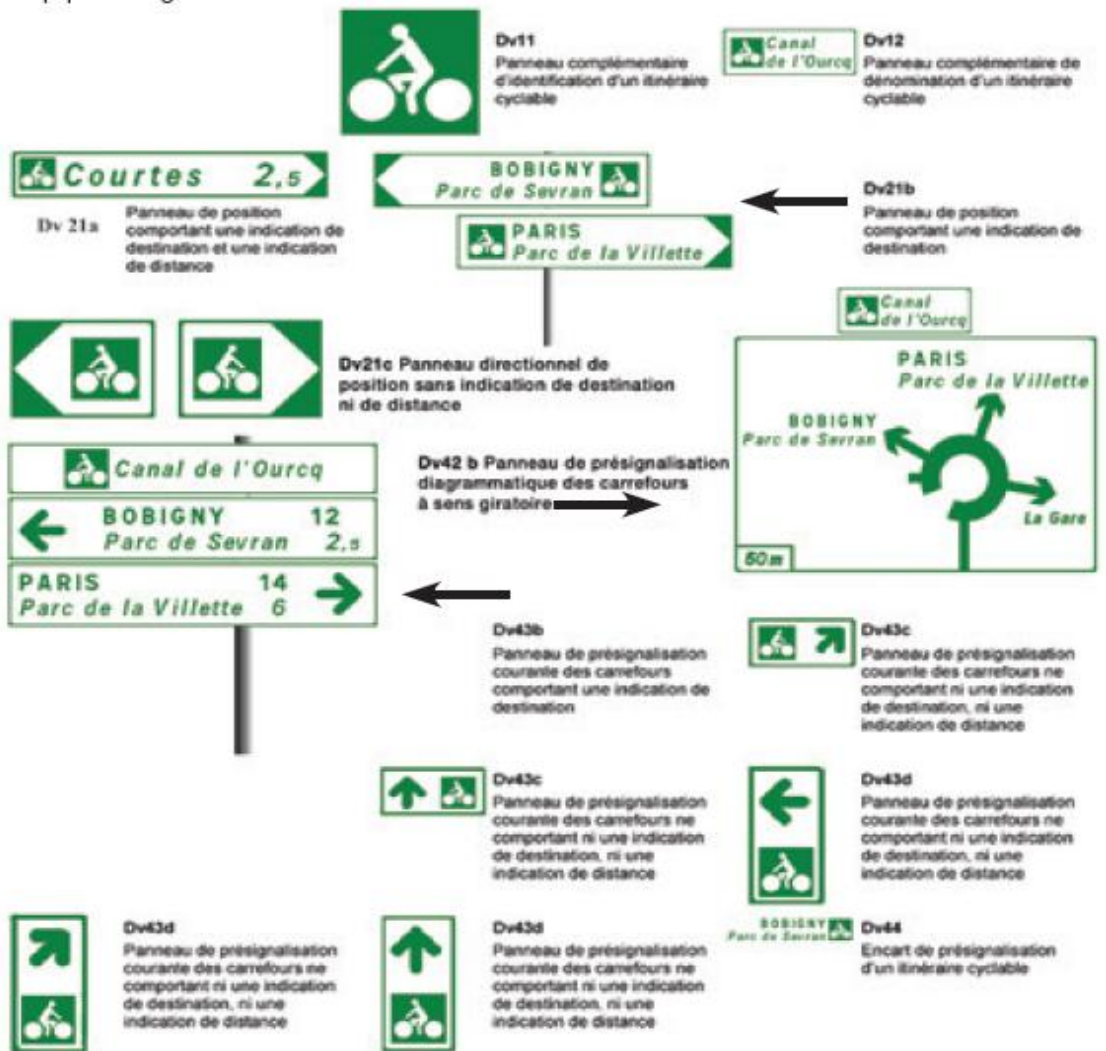 Dv11
Panneau complémentaire
d'identification d'un itinéraire
cyclable
Canal
de l'Ourcq
Dv12
Panneau complémentaire de
dénomination d'un itinéraire
cyclable
Courtes 2,5
Dv 21a
Panneau de position
comportant une indication de
destination et une indication
de distance
BOBIGNY
Parc de Sevran
PARIS
Parc de la Villette
Dv21b
Panneau de position
comportant une indication de
destination
Dv21c Panneau directionnel de
position sans indication de destination
ni de distance
Canal
de l'Ourcq
PARIS
Parc de la Villette
BOBIGNY
Parc de Sevran
La Gare
50m
Canal de l'Ourcq
BOBIGNY 12
Parc de Sevran 2,5
PARIS 14
Parc de la Villette 6
Dv42 b Panneau de présignalisation
diagrammatique des carrefours
à sens giratoire
Dv43b
Panneau de présignalisation
courante des carrefours
comportant une indication de
destination
Dv43c
Panneau de présignalisation
courante des carrefours ne
comportant ni une indication
de destination, ni une
indication de distance
Dv43c
Panneau de présignalisation
courante des carrefours ne
comportant ni une indication
de destination, ni une
indication de distance
Dv43d
Panneau de présignalisation
courante des carrefours ne
comportant ni une indication
de destination, ni une
indication de distance
Dv43d
Panneau de présignalisation
courante des carrefours ne
comportant ni une indication
de destination, ni une
indication de distance
Dv43d
Panneau de présignalisation
courante des carrefours ne
comportant ni une indication
de destination, ni une
indication de distance
BOBIGNY
Parc de Sevran
Dv44
Encart de présignalisation
d'un itinéraire cyclable